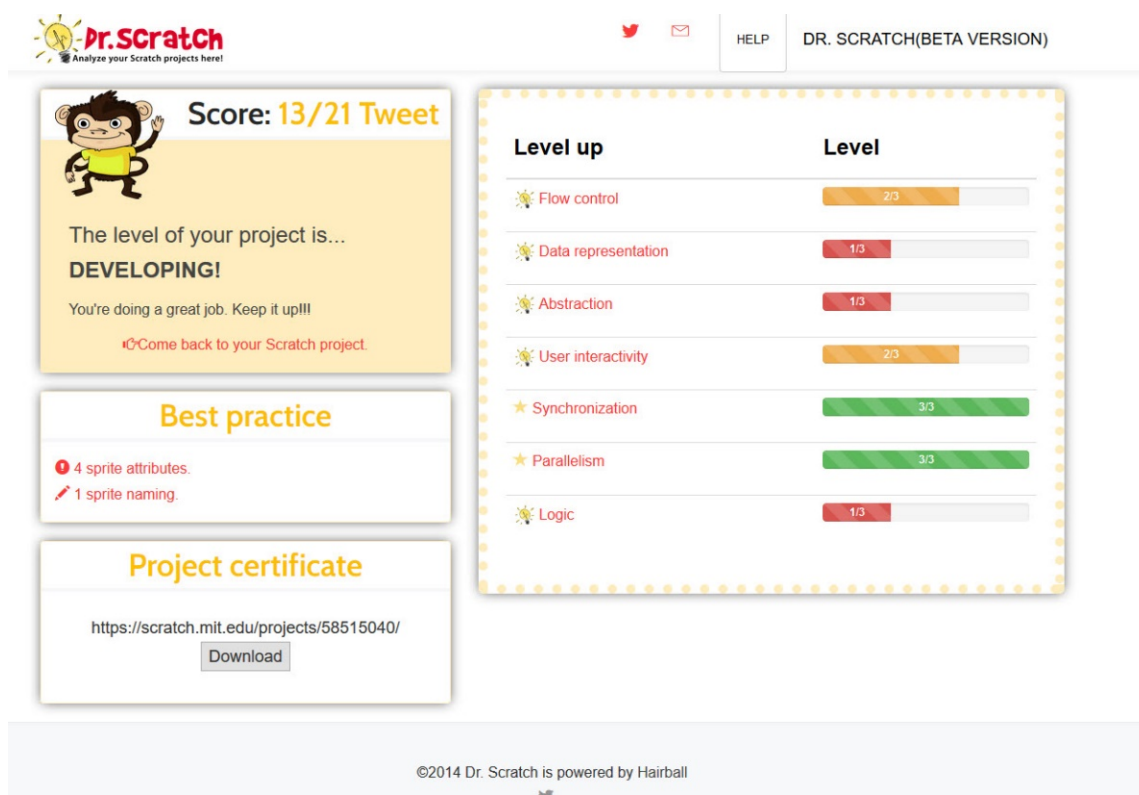 Dr.Scratch
Analyze your Scratch projects here!
HELP
DR. SCRATCH(BETA VERSION)
Score: 13/21 Tweet
The level of your project is...
DEVELOPING!
You're doing a great job. Keep it up!!!
Come back to your Scratch project.
Best practice
4 sprite attributes.
1 sprite naming.
Project certificate
https://scratch.mit.edu/projects/58515040/
Download
Level up Level
Flow control 2/3
Data representation 1/3
Abstraction 1/3
User interactivity 2/3
Synchronization 3/3
Parallelism 3/3
Logic 1/3
©2014 Dr. Scratch is powered by Hairball